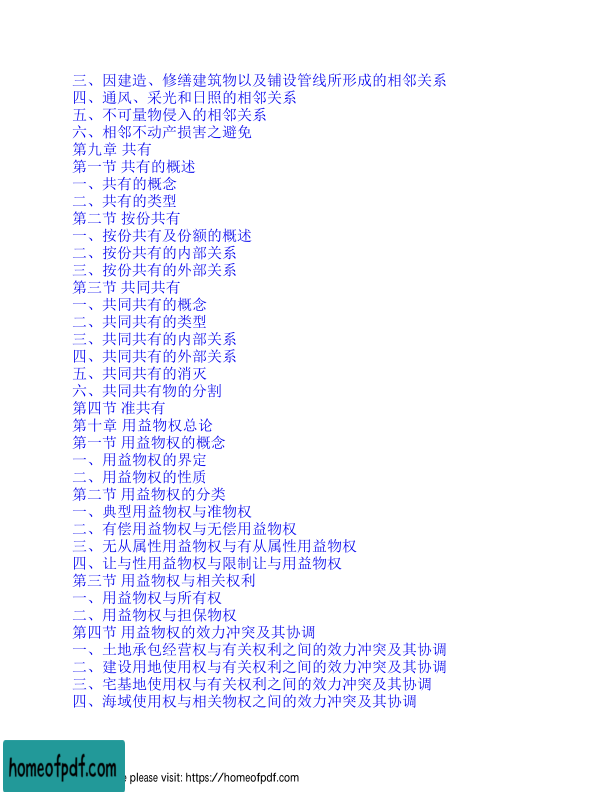 三、因建造、修缮建筑物以及铺设管线所形成的相邻关系
四、通风、采光和日照的相邻关系
五、不可量物侵入的相邻关系
六、相邻不动产损害之避免
第九章 共有
第一节 共有的概述
一、共有的概念
二、共有的类型
第二节 按份共有
一、按份共有及份额的概述
二、按份共有的内部关系
三、按份共有的外部关系
第三节 共同共有
一、共同共有的概念
二、共同共有的类型
三、共同共有的内部关系
四、共同共有的外部关系
五、共同共有的消灭
六、共同共有物的分割
第四节 准共有
第十章 用益物权总论
第一节 用益物权的概念
一、用益物权的界定
二、用益物权的性质
第二节 用益物权的分类
一、典型用益物权与准物权
二、有偿用益物权与无偿用益物权
三、无从属性用益物权与有从属性用益物权
四、让与性用益物权与限制让与用益物权
第三节 用益物权与相关权利
一、用益物权与所有权
二、用益物权与担保物权
第四节 用益物权的效力冲突及其协调
一、土地承包经营权与有关权利之间的效力冲突及其协调
二、建设用地使用权与有关权利之间的效力冲突及其协调
三、宅基地使用权与有关权利之间的效力冲突及其协调
四、海域使用权与相关物权之间的效力冲突及其协调
homeofpdf.com
e please visit: https://homeofpdf.com